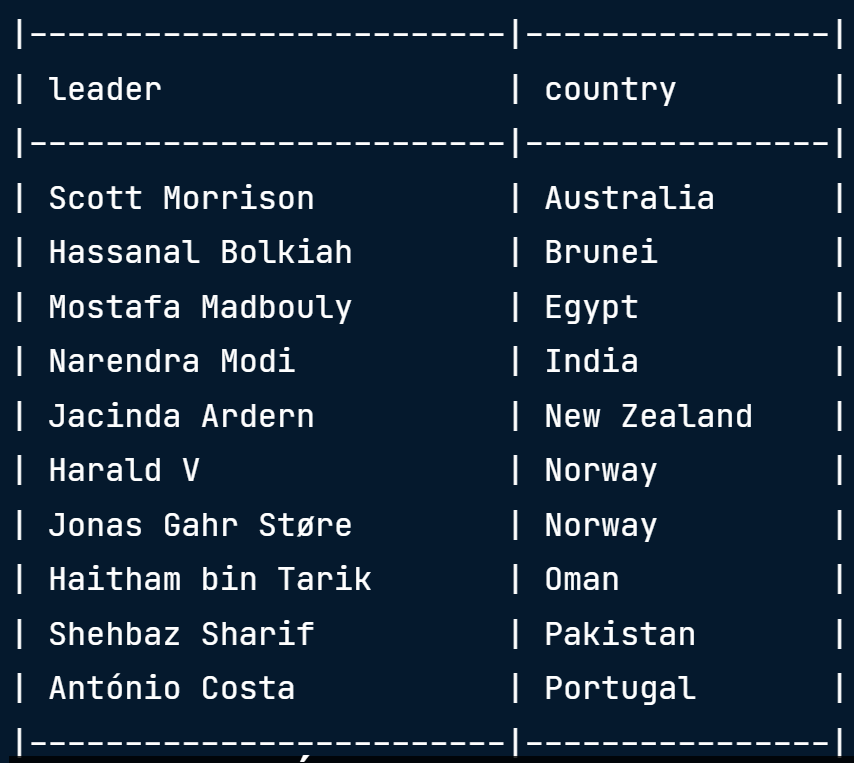 |-------------------------|----------------|
| leader                  | country        |
|-------------------------|----------------|
| Scott Morrison          | Australia      |
| Hassanal Bolkiah        | Brunei         |
| Mostafa Madbouly        | Egypt          |
| Narendra Modi           | India          |
| Jacinda Ardern          | New Zealand    |
| Harald V                | Norway         |
| Jonas Gahr Støre        | Norway         |
| Haitham bin Tarik       | Oman           |
| Shehbaz Sharif          | Pakistan       |
| António Costa           | Portugal       |
|-------------------------|----------------|